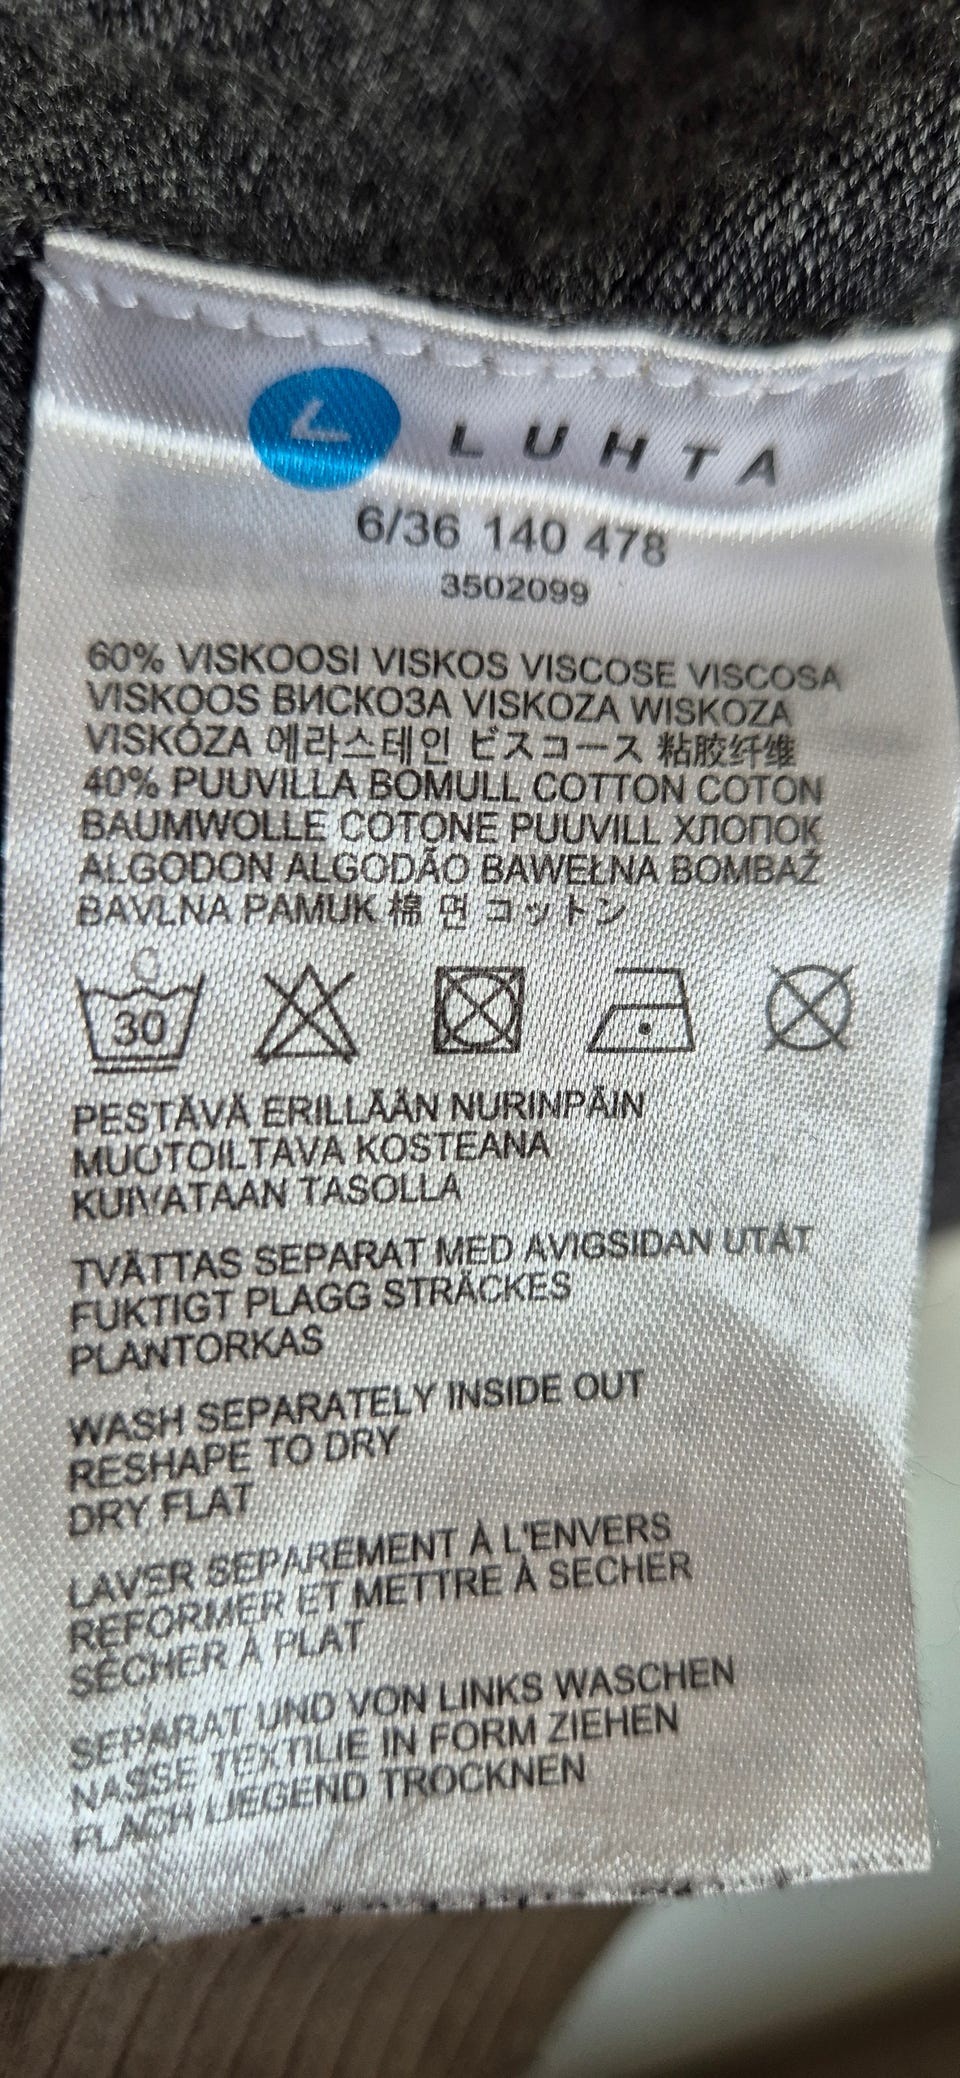 LUHTA
6/36 140 478
3502099
60% VISKOOSI VISKOS VISCOSE VISCOSA
VISKOOS ВИСКОЗА VISKOZA WISKOZA
VISKÓZA 에라스테인 ビスコース 粘胶纤维
40% PUUVILLA BOMULL COTTON COTON
BAUMWOLLE COTONE PUUVILL ХЛОПОК
ALGODON ALGODÃO BAWEŁNA BOMBAŽ
BAVLNA PAMUK 棉 면 コットン
C
30
PESTÄVÄ ERILLÄÄN NURINPÄIN
MUOTOILTAVA KOSTEANA
KUIVATAAN TASOLLA
TVÄTTAS SEPARAT MED AVIGSIDAN UTÅT
FUKTIGT PLAGG STRÄCKES
PLANTORKAS
WASH SEPARATELY INSIDE OUT
RESHAPE TO DRY
DRY FLAT
LAVER SEPAREMENT À L'ENVERS
REFORMER ET METTRE À SECHER
SÉCHER À PLAT
SEPARAT UND VON LINKS WASCHEN
NASSE TEXTILIE IN FORM ZIEHEN
FLACH LIEGEND TROCKNEN